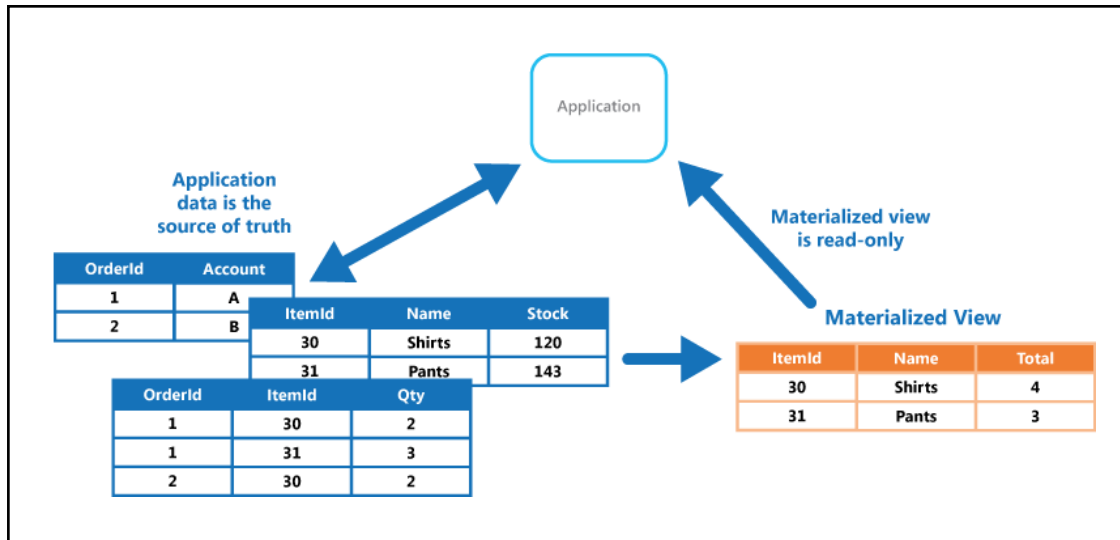 Application
Application
data is the
source of truth
Materialized view
is read-only
OrderId Account
1 A
2 B
ItemId Name Stock
30 Shirts 120
31 Pants 143
OrderId ItemId Qty
1 30 2
1 31 3
2 30 2
Materialized View
ItemId Name Total
30 Shirts 4
31 Pants 3